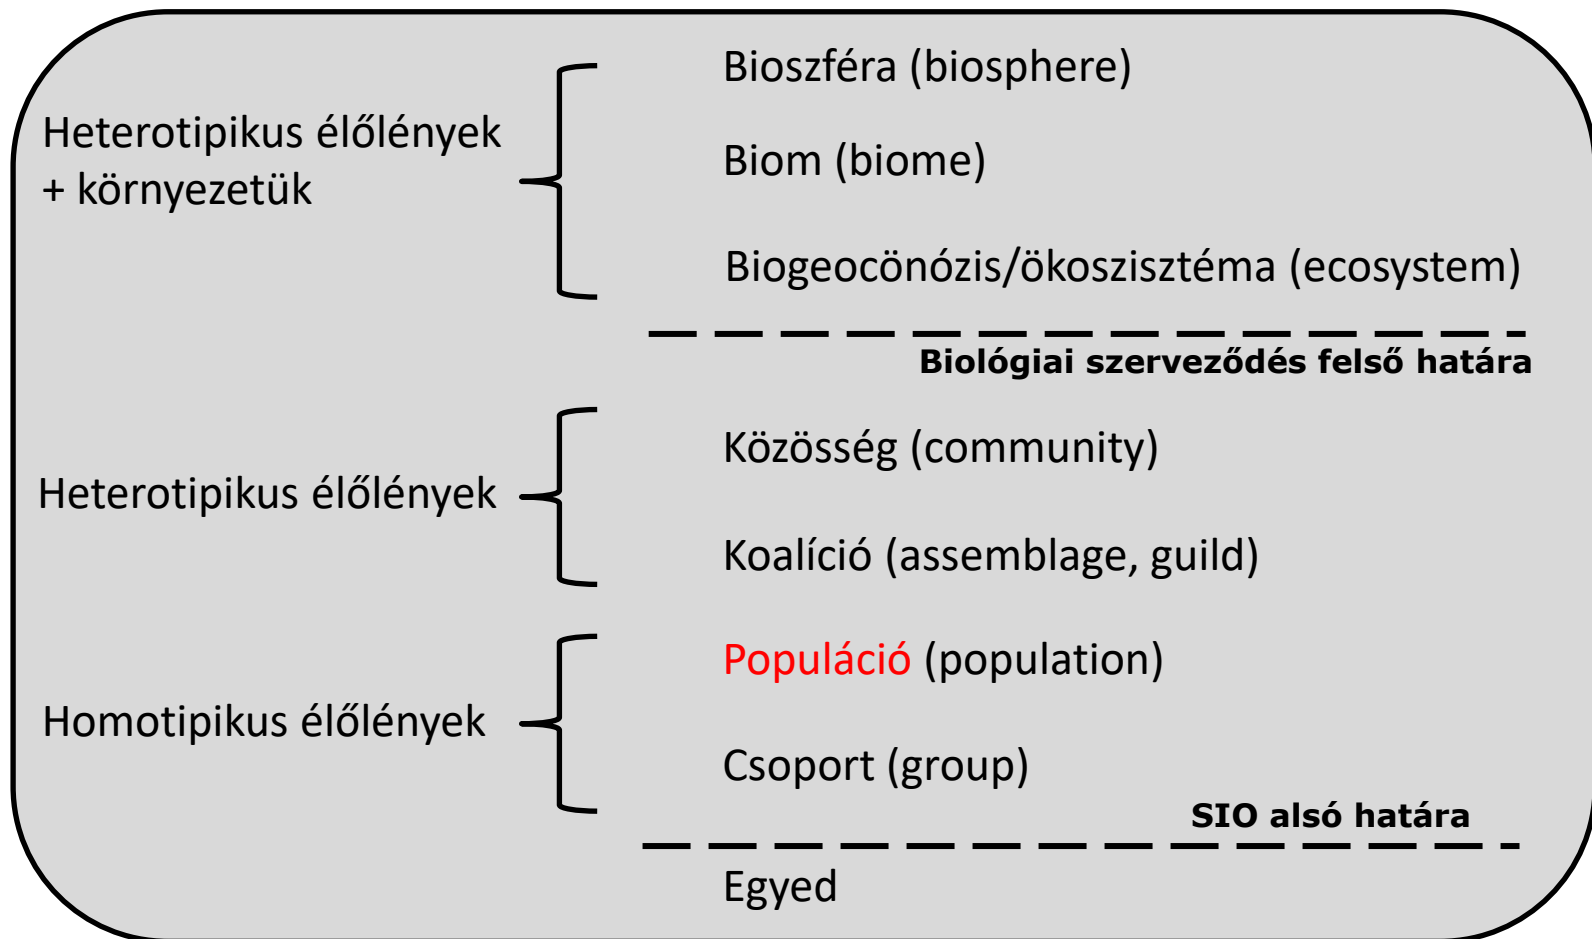 Bioszféra (biosphere)
Heterotipikus élőlények
+ környezetük
Biom (biome)
Biogeocönózis/ökoszisztéma (ecosystem)
Biológiai szerveződés felső határa
Közösség (community)
Heterotipikus élőlények
Koalíció (assemblage, guild)
Populáció (population)
Homotipikus élőlények
Csoport (group)
SIO alsó határa
Egyed